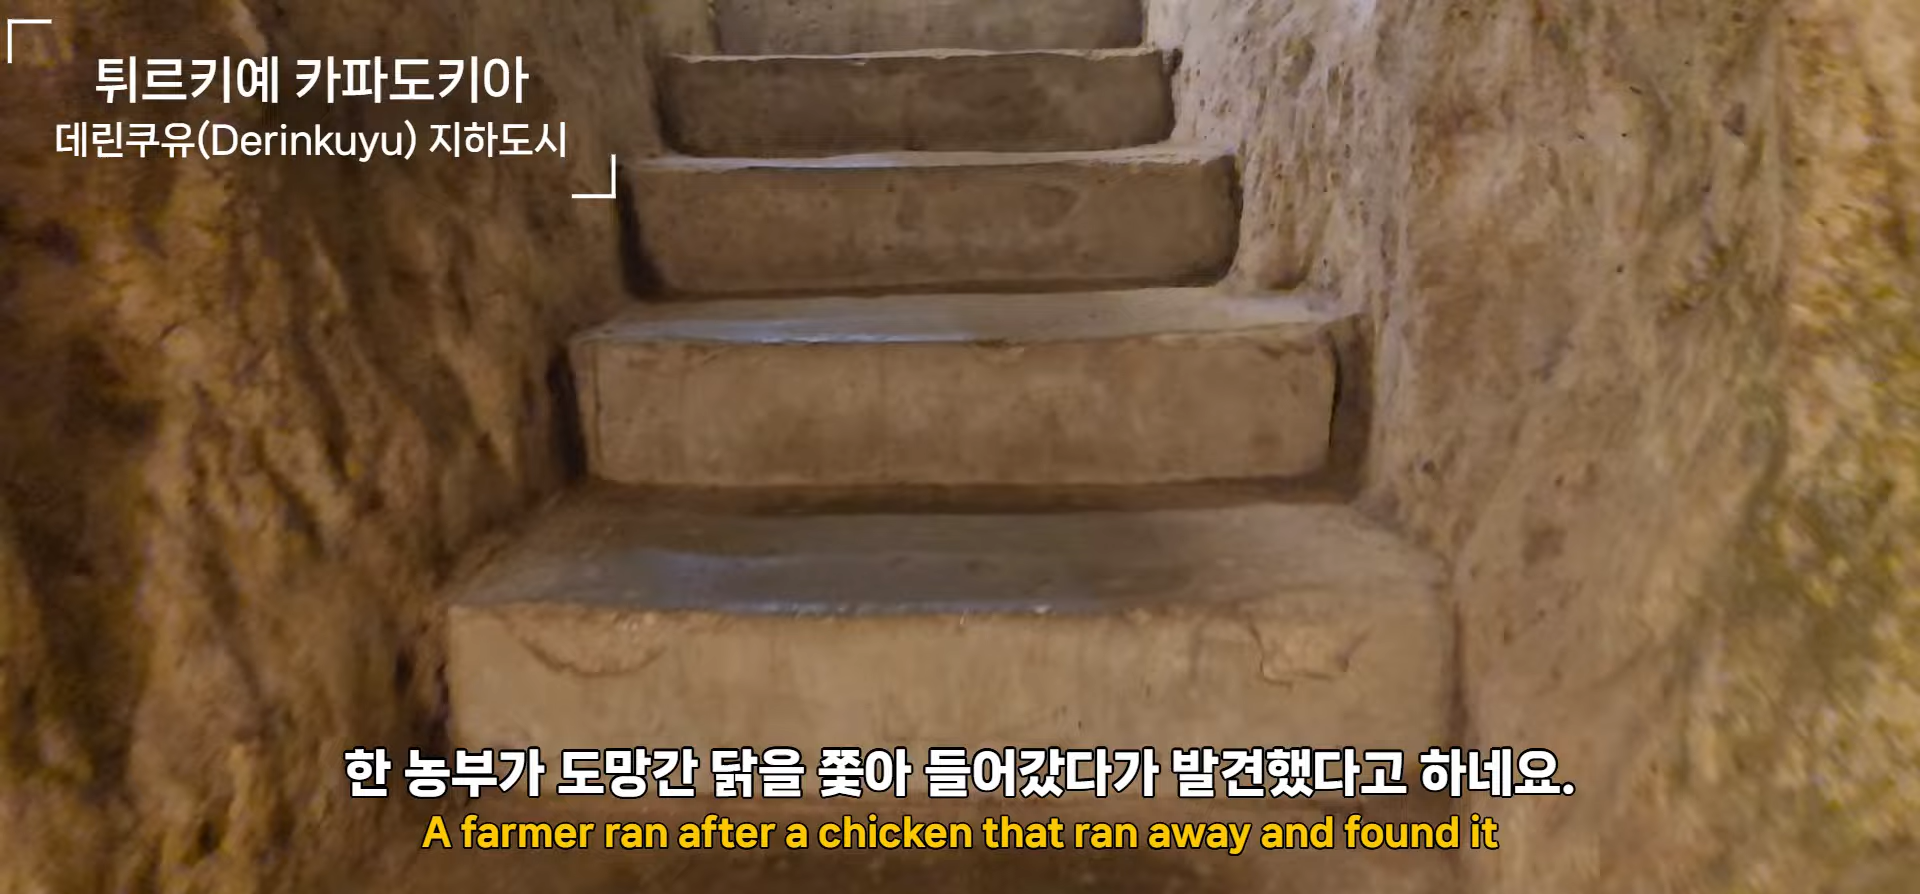 튀르키예 카파도키아
데린쿠유(Derinkuyu) 지하도시
한 농부가 도망간 닭을 쫓아 들어갔다가 발견했다고 하네요.
A farmer ran after a chicken that ran away and found it